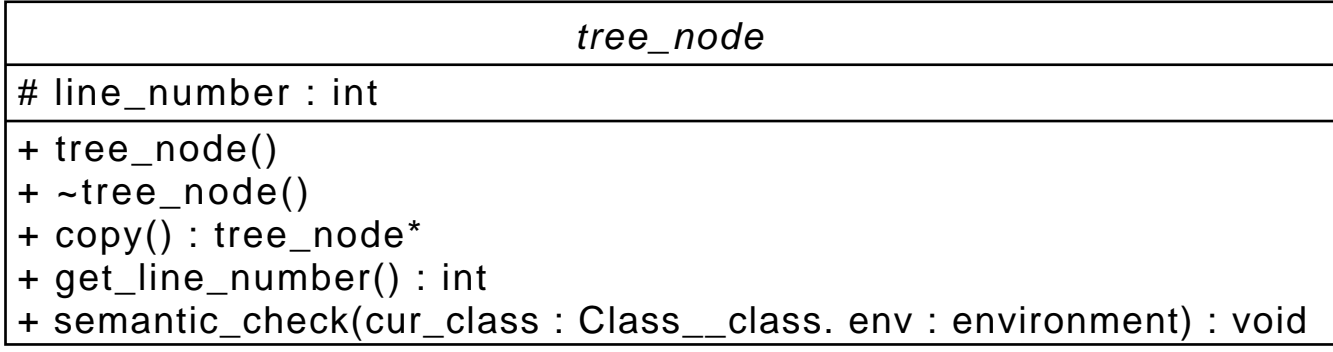 tree_node
# line_number : int
+ tree_node()
+ ~tree_node()
+ copy() : tree_node*
+ get_line_number() : int
+ semantic_check(cur_class : Class__class. env : environment) : void